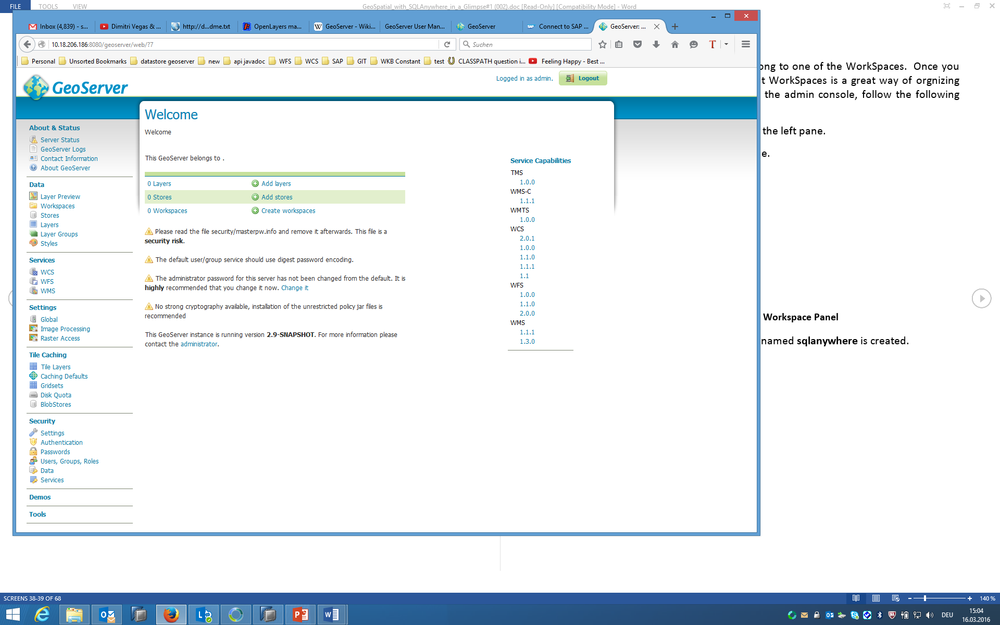 FILE TOOLS VIEW GeoSpatial_with_SQLAnywhere_in_a_Glimpse#1 (002).doc [Read-Only] [Compatibility Mode] - Word
Inbox (4,839) - s... Dimitri Vegas & ... http://d...dme.txt OpenLayers ma... GeoServer - Wiki... GeoServer User Man... GeoServer Connect to SAP ... GeoServer: ...
10.18.206.186:8080/geoserver/web/?7 Suchen
Personal Unsorted Bookmarks datastore geoserver new api javadoc WFS WCS SAP GIT WKB Constant test CLASSPATH question i... Feeling Happy - Best ...
GeoServer
Logged in as admin. Logout
Welcome
Welcome
This GeoServer belongs to .
0 Layers Add layers
0 Stores Add stores
0 Workspaces Create workspaces
Please read the file security/masterpw.info and remove it afterwards. This file is a
security risk.
The default user/group service should use digest password encoding.
The administrator password for this server has not been changed from the default. It is
highly recommended that you change it now. Change it
No strong cryptography available, installation of the unrestricted policy jar files is
recommended
This GeoServer instance is running version 2.9-SNAPSHOT. For more information please
contact the administrator.
About & Status
Server Status
GeoServer Logs
Contact Information
About GeoServer
Data
Layer Preview
Workspaces
Stores
Layers
Layer Groups
Styles
Services
WCS
WFS
WMS
Settings
Global
Image Processing
Raster Access
Tile Caching
Tile Layers
Caching Defaults
Gridsets
Disk Quota
BlobStores
Security
Settings
Authentication
Passwords
Users, Groups, Roles
Data
Services
Demos
Tools
Service Capabilities
TMS
1.0.0
WMS-C
1.1.1
WMTS
1.0.0
WCS
2.0.1
1.0.0
1.1.0
1.1.1
1.1
WFS
1.0.0
1.1.0
2.0.0
WMS
1.1.1
1.3.0
ong to one of the WorkSpaces. Once you
t WorkSpaces is a great way of orgnizing
the admin console, follow the following
the left pane.
e.
Workspace Panel
named sqlanywhere is created.
SCREENS 38-39 OF 68 140 %
DEU 15:04
16.03.2016